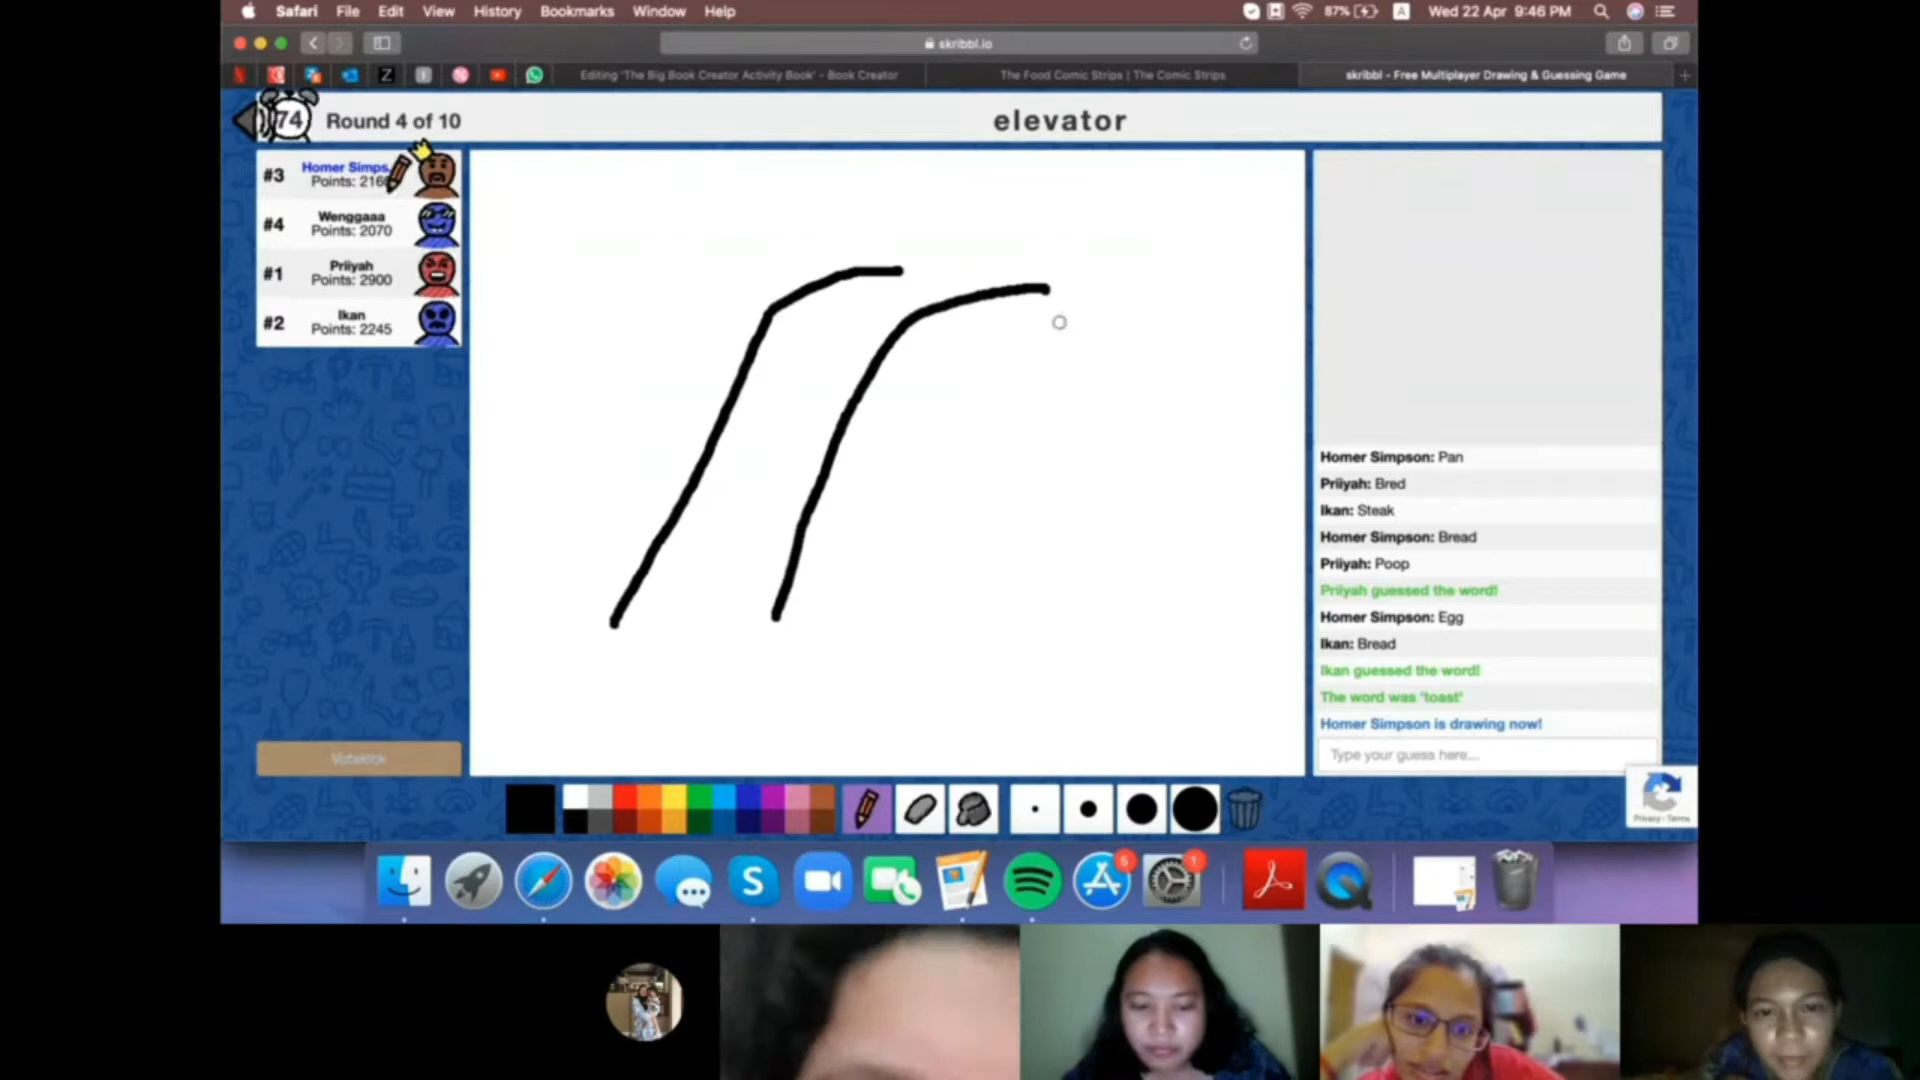 Safari File Edit View History Bookmarks Window Help 87% A Wed 22 Apr 9:46 PM
skribbl.io
Editing 'The Big Book Creator Activity Book' - Book Creator The Food Comic Strips | The Comic Strips skribbl - Free Multiplayer Drawing & Guessing Game
74 Round 4 of 10 elevator
#3 Homer Simps
Points: 216
#4 Wenggaaa
Points: 2070
#1 Priiyah
Points: 2900
#2 Ikan
Points: 2245
Votekick
Homer Simpson: Pan
Priiyah: Bred
Ikan: Steak
Homer Simpson: Bread
Priiyah: Poop
Priiyah guessed the word!
Homer Simpson: Egg
Ikan: Bread
Ikan guessed the word!
The word was 'toast'
Homer Simpson is drawing now!
Type your guess here...
Privacy - Terms
S 5 1